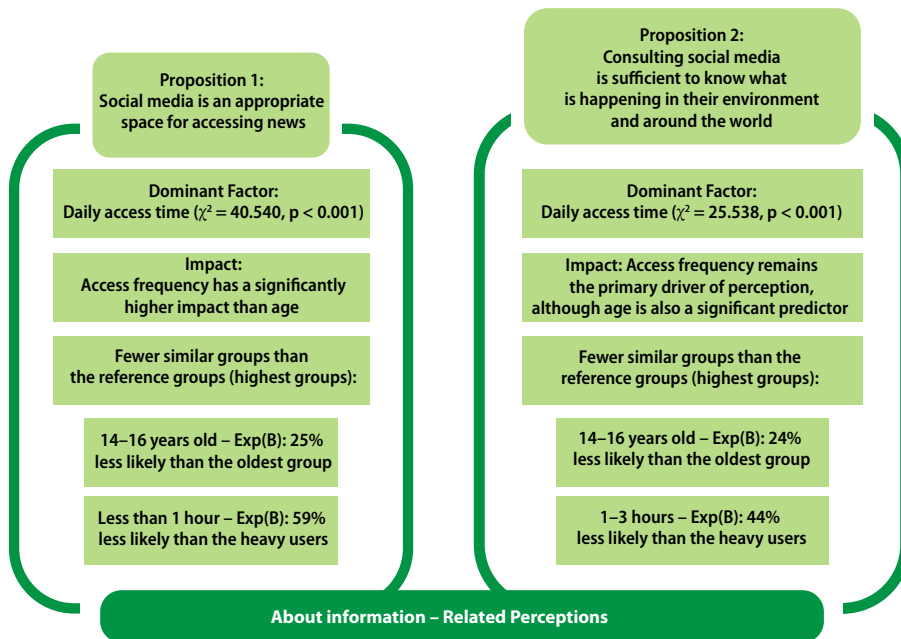 Proposition 1:
Social media is an appropriate
space for accessing news
Dominant Factor:
Daily access time (χ² = 40.540, p < 0.001)
Impact:
Access frequency has a significantly
higher impact than age
Fewer similar groups than
the reference groups (highest groups):
14–16 years old – Exp(B): 25%
less likely than the oldest group
Less than 1 hour – Exp(B): 59%
less likely than the heavy users
Proposition 2:
Consulting social media
is sufficient to know what
is happening in their environment
and around the world
Dominant Factor:
Daily access time (χ² = 25.538, p < 0.001)
Impact: Access frequency remains
the primary driver of perception,
although age is also a significant predictor
Fewer similar groups than the
reference groups (highest groups):
14–16 years old – Exp(B): 24%
less likely than the oldest group
1–3 hours – Exp(B): 44%
less likely than the heavy users
About information – Related Perceptions